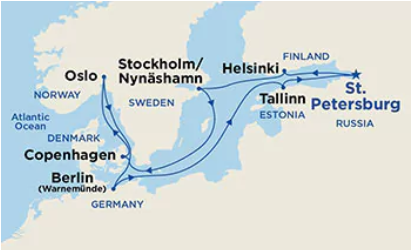 Stockholm/
Nynäshamn
Helsinki
FINLAND
Oslo
NORWAY
SWEDEN
Tallinn
ESTONIA
St.
Petersburg
RUSSIA
Atlantic
Ocean
DENMARK
Copenhagen
Berlin
(Warnemünde)
GERMANY